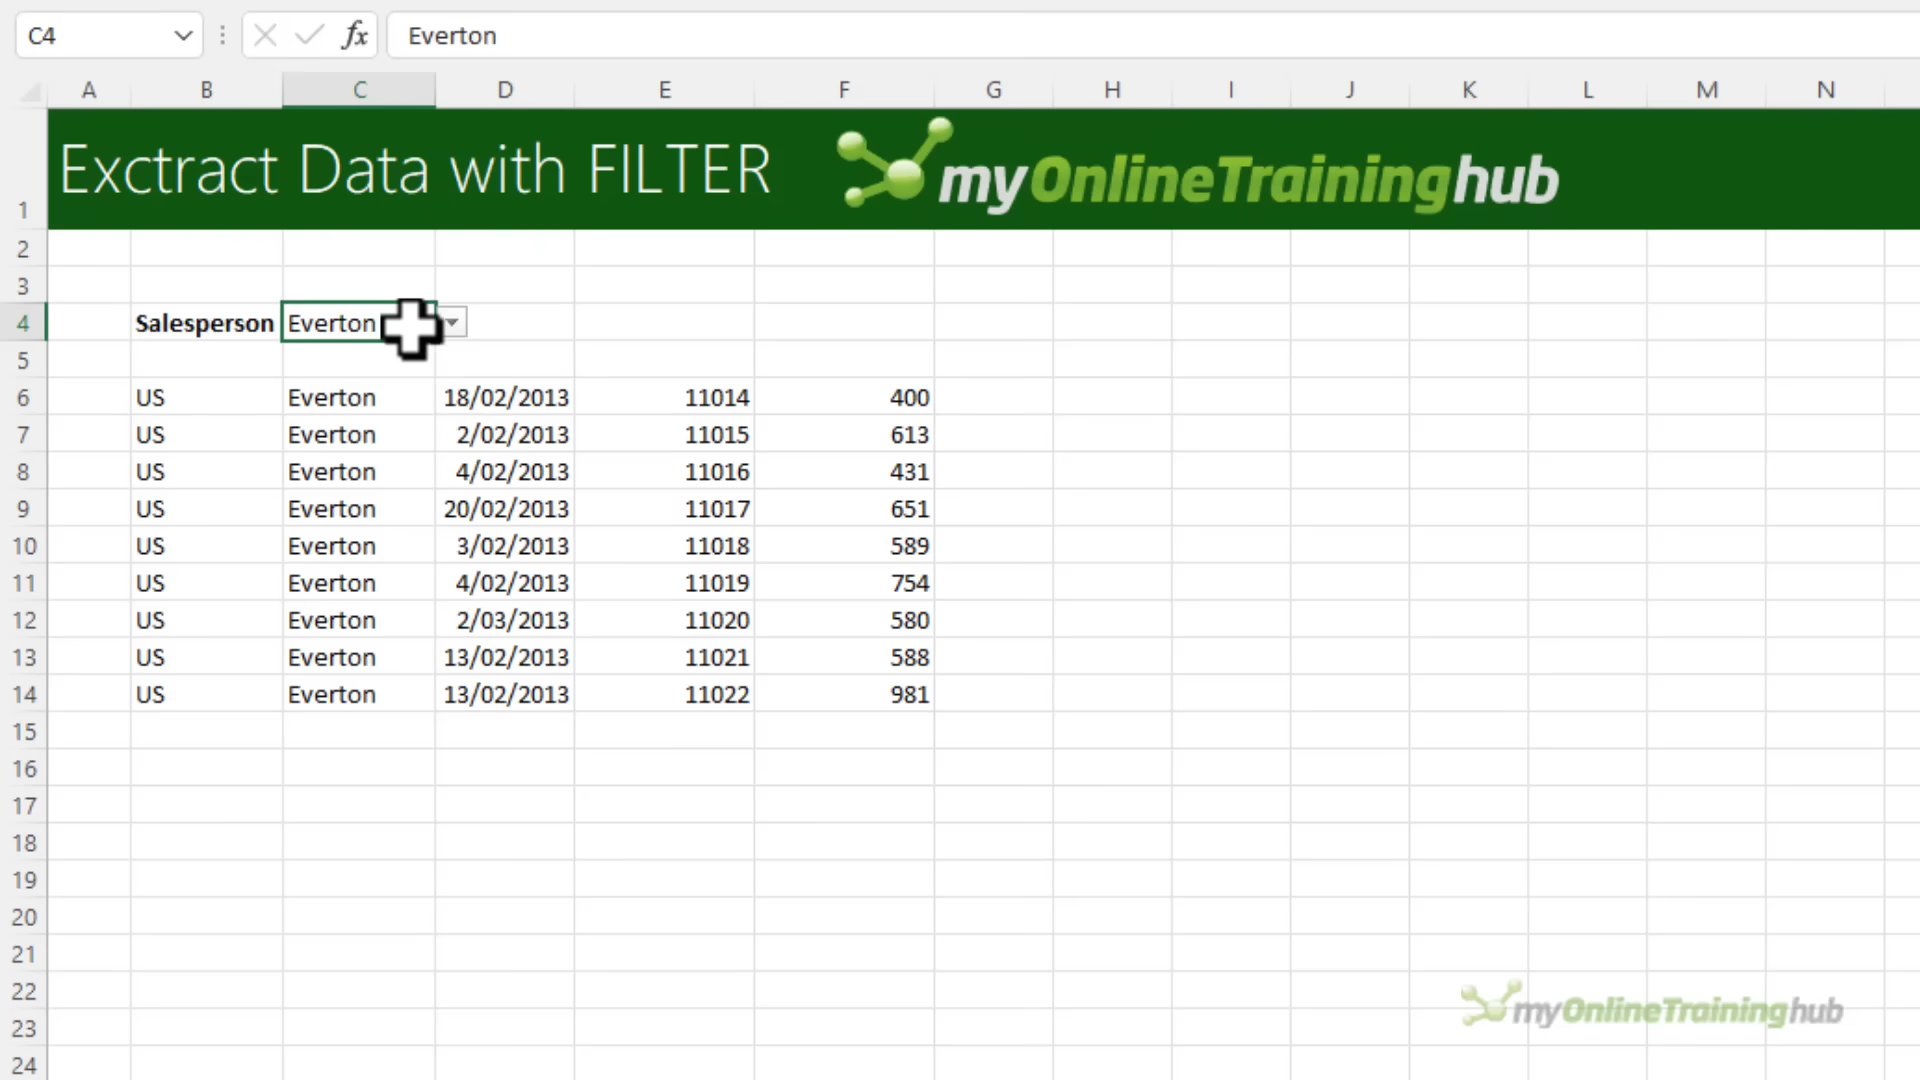 C4 fx Everton
A B C D E F G H I J K L M N
1 Exctract Data with FILTER myOnlineTraininghub
2
3
4 Salesperson Everton
5
6 US Everton 18/02/2013 11014 400
7 US Everton 2/02/2013 11015 613
8 US Everton 4/02/2013 11016 431
9 US Everton 20/02/2013 11017 651
10 US Everton 3/02/2013 11018 589
11 US Everton 4/02/2013 11019 754
12 US Everton 2/03/2013 11020 580
13 US Everton 13/02/2013 11021 588
14 US Everton 13/02/2013 11022 981
15
16
17
18
19
20
21
22
myOnlineTraininghub
23
24